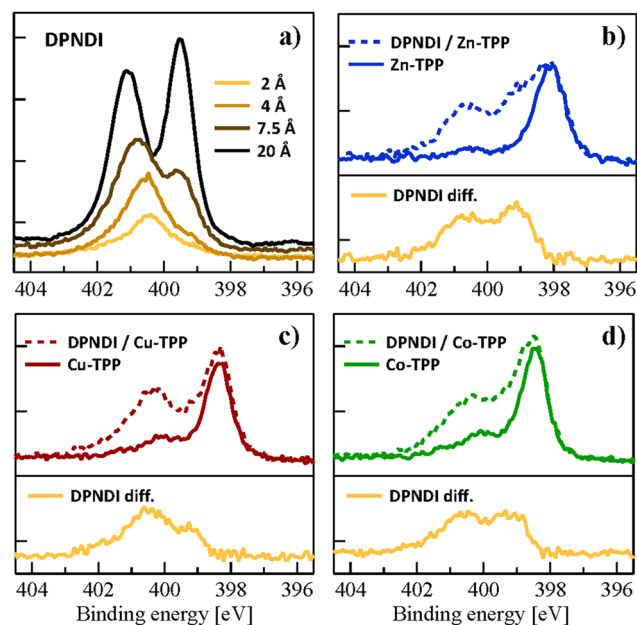 DPNDI
a)
2 Å
4 Å
7.5 Å
20 Å
404 402 400 398 396
b)
DPNDI / Zn-TPP
Zn-TPP
DPNDI diff.
404 402 400 398 396
c)
DPNDI / Cu-TPP
Cu-TPP
DPNDI diff.
404 402 400 398 396
Binding energy [eV]
d)
DPNDI / Co-TPP
Co-TPP
DPNDI diff.
404 402 400 398 396
Binding energy [eV]